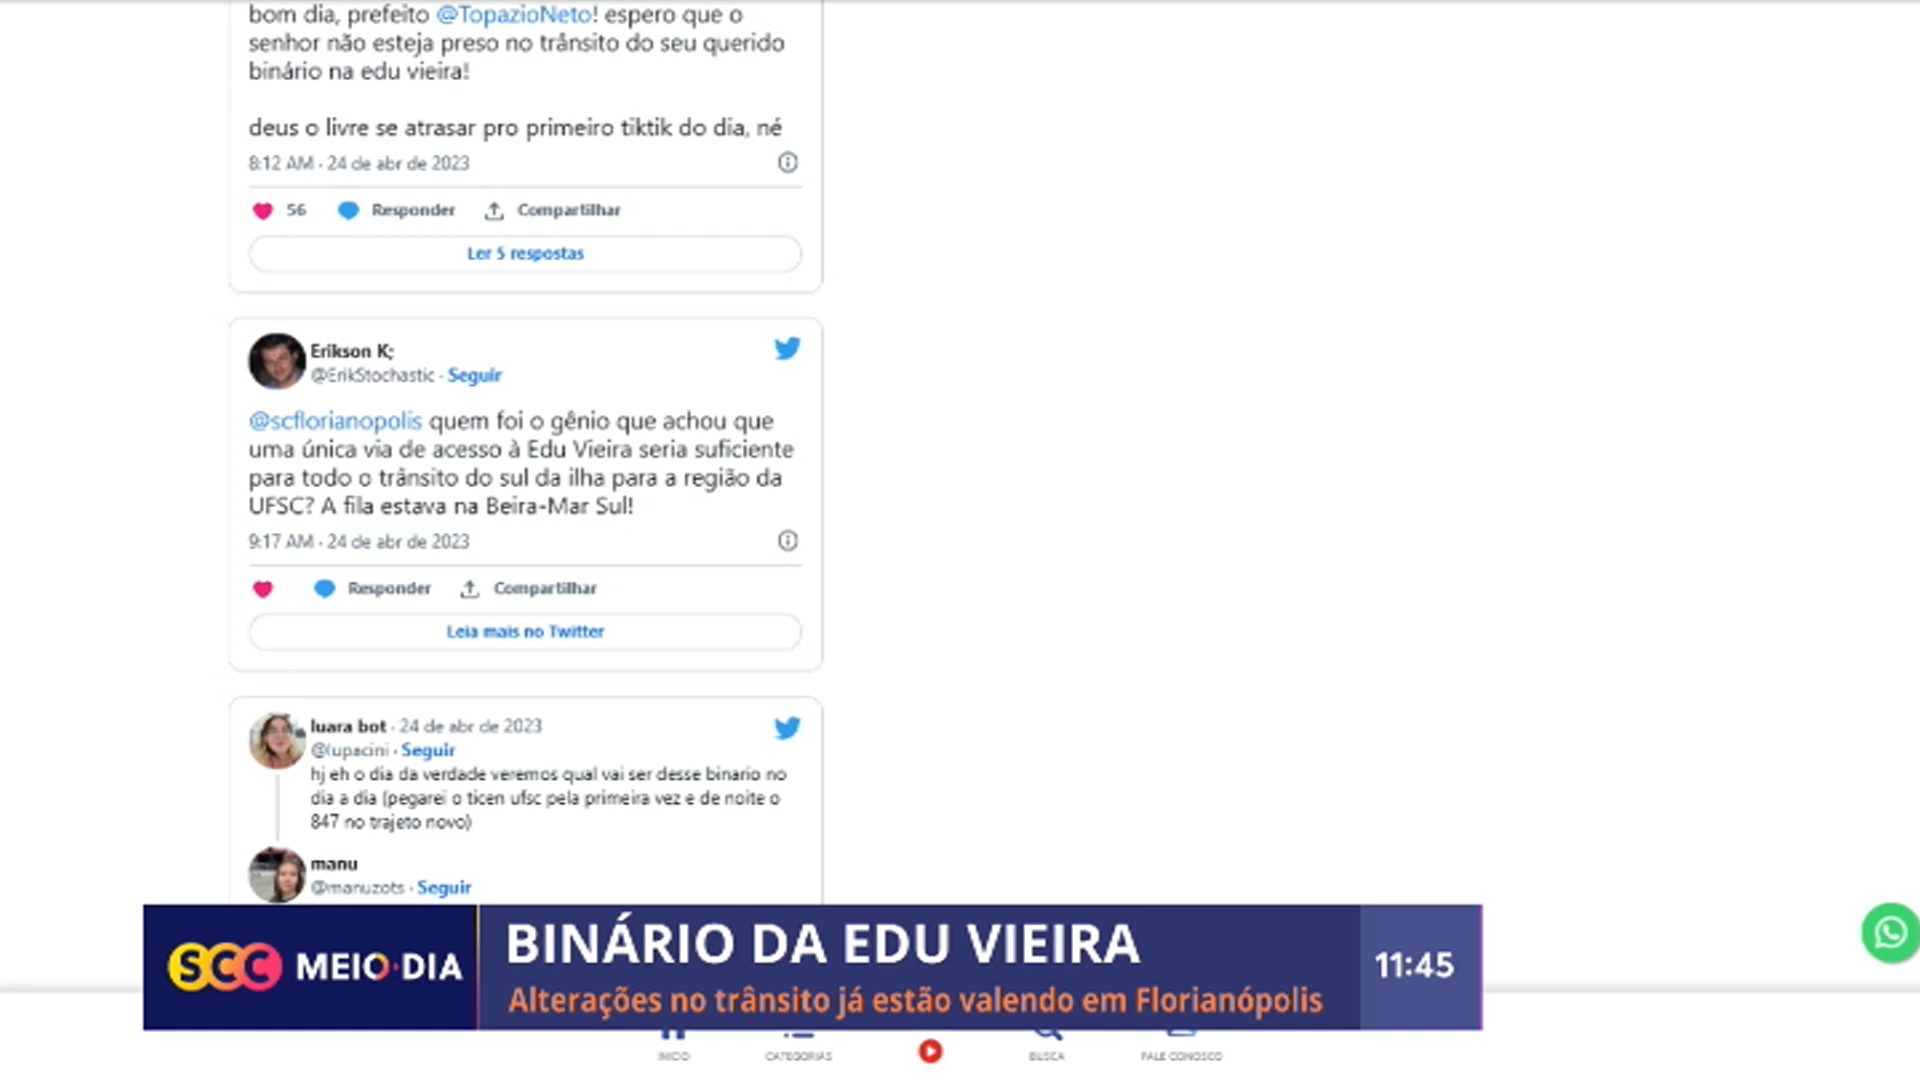 bom dia, prefeito @TopazioNeto! espero que o
senhor não esteja preso no trânsito do seu querido
binário na edu vieira!
deus o livre se atrasar pro primeiro tiktik do dia, né
8:12 AM · 24 de abr de 2023
56 Responder Compartilhar
Ler 5 respostas
Erikson K;
@ErikStochastic · Seguir
@scflorianopolis quem foi o gênio que achou que
uma única via de acesso à Edu Vieira seria suficiente
para todo o trânsito do sul da ilha para a região da
UFSC? A fila estava na Beira-Mar Sul!
9:17 AM · 24 de abr de 2023
Responder Compartilhar
Leia mais no Twitter
luara bot · 24 de abr de 2023
@lupacini · Seguir
hj eh o dia da verdade veremos qual vai ser desse binario no
dia a dia (pegarei o ticen ufsc pela primeira vez e de noite o
847 no trajeto novo)
manu
@manuzots · Seguir
SCC MEIO·DIA
BINÁRIO DA EDU VIEIRA
Alterações no trânsito já estão valendo em Florianópolis
11:45
INICIO CATEGORIAS BUSCA FALE CONOSCO